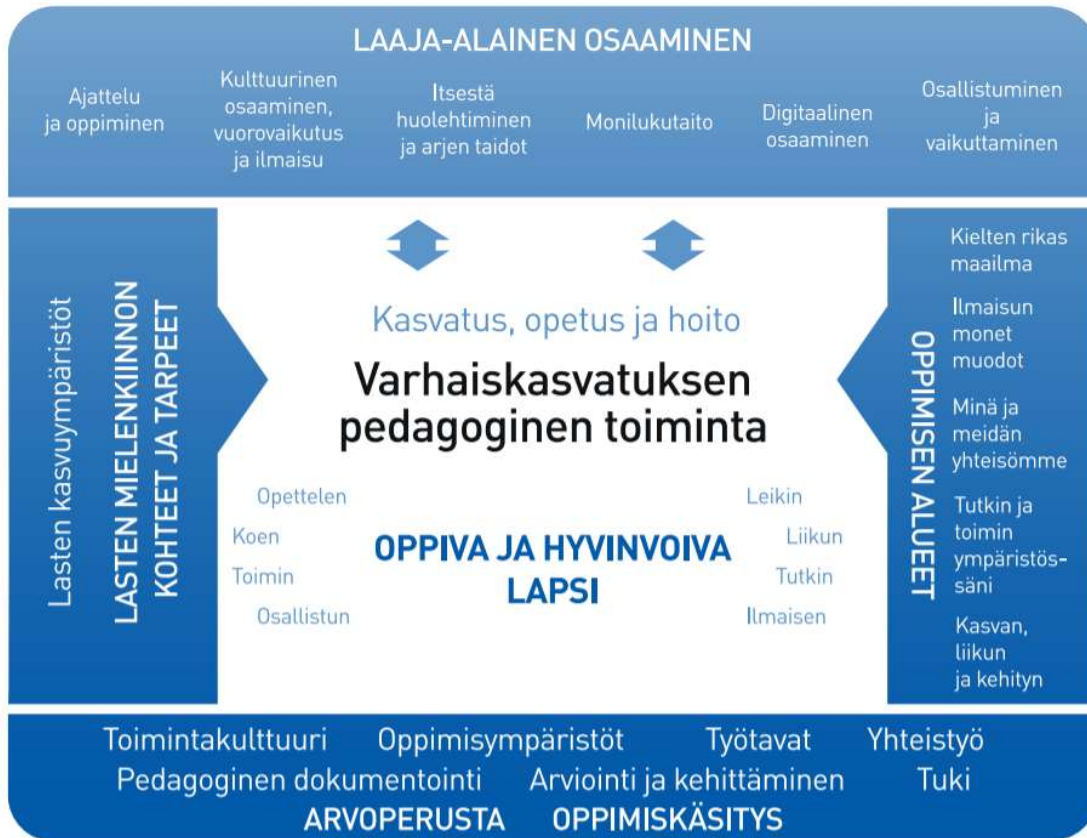 LAAJA-ALAINEN OSAAMINEN
Ajattelu
ja oppiminen
Kulttuurinen
osaaminen,
vuorovaikutus
ja ilmaisu
Itsestä
huolehtiminen
ja arjen taidot
Monilukutaito
Digitaalinen
osaaminen
Osallistuminen
ja
vaikuttaminen
Lasten kasvuympäristöt
LASTEN MIELENKIINNON
KOHTEET JA TARPEET
Kasvatus, opetus ja hoito
Varhaiskasvatuksen
pedagoginen toiminta
Opettelen
Koen
Toimin
Osallistun
OPPIVA JA HYVINVOIVA
LAPSI
Leikin
Liikun
Tutkin
Ilmaisen
OPPIMISEN ALUEET
Kielten rikas
maailma
Ilmaisun
monet
muodot
Minä ja
meidän
yhteisömme
Tutkin ja
toimin
ympäristös-
säni
Kasvan,
liikun
ja kehityn
Toimintakulttuuri Oppimisympäristöt Työtavat Yhteistyö
Pedagoginen dokumentointi Arviointi ja kehittäminen Tuki
ARVOPERUSTA OPPIMISKÄSITYS